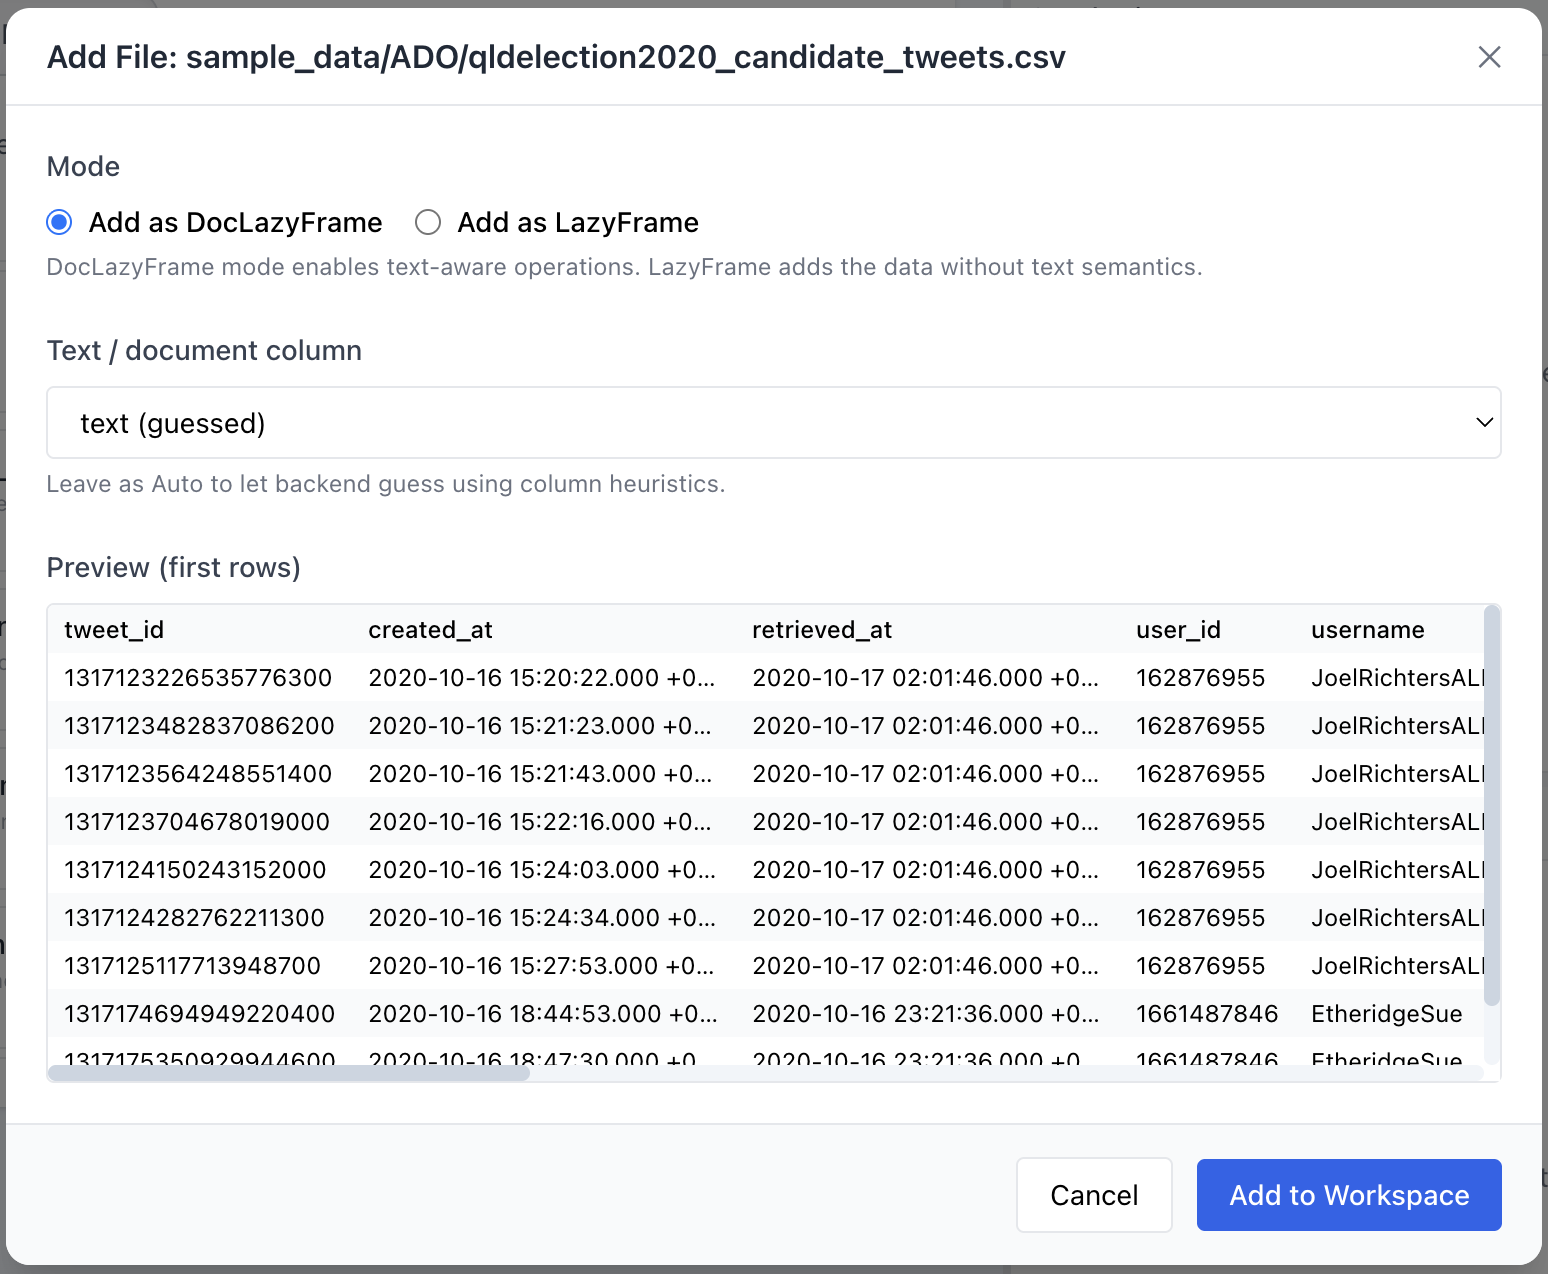 Add File: sample_data/ADO/qldelection2020_candidate_tweets.csv
Mode
Add as DocLazyFrame Add as LazyFrame
DocLazyFrame mode enables text-aware operations. LazyFrame adds the data without text semantics.
Text / document column
text (guessed)
Leave as Auto to let backend guess using column heuristics.
Preview (first rows)
tweet_id created_at retrieved_at user_id username
1317123226535776300 2020-10-16 15:20:22.000 +0... 2020-10-17 02:01:46.000 +0... 162876955 JoelRichtersAL
1317123482837086200 2020-10-16 15:21:23.000 +0... 2020-10-17 02:01:46.000 +0... 162876955 JoelRichtersAL
1317123564248551400 2020-10-16 15:21:43.000 +0... 2020-10-17 02:01:46.000 +0... 162876955 JoelRichtersAL
1317123704678019000 2020-10-16 15:22:16.000 +0... 2020-10-17 02:01:46.000 +0... 162876955 JoelRichtersAL
1317124150243152000 2020-10-16 15:24:03.000 +0... 2020-10-17 02:01:46.000 +0... 162876955 JoelRichtersAL
1317124282762211300 2020-10-16 15:24:34.000 +0... 2020-10-17 02:01:46.000 +0... 162876955 JoelRichtersAL
1317125117713948700 2020-10-16 15:27:53.000 +0... 2020-10-17 02:01:46.000 +0... 162876955 JoelRichtersAL
1317174694949220400 2020-10-16 18:44:53.000 +0... 2020-10-16 23:21:36.000 +0... 1661487846 EtheridgeSue
1317175350929944600 2020-10-16 18:47:30.000 +0 2020-10-16 23:21:36.000 +0 1661487846 EtheridgeSue
Cancel Add to Workspace